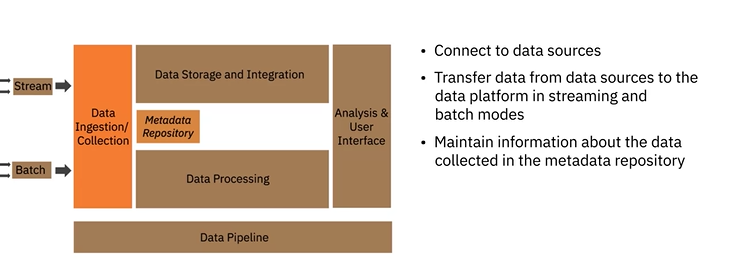 Stream
Batch
Data
Ingestion/
Collection
Data Storage and Integration
Metadata
Repository
Data Processing
Analysis &
User
Interface
Data Pipeline
• Connect to data sources
• Transfer data from data sources to the
data platform in streaming and
batch modes
• Maintain information about the data
collected in the metadata repository